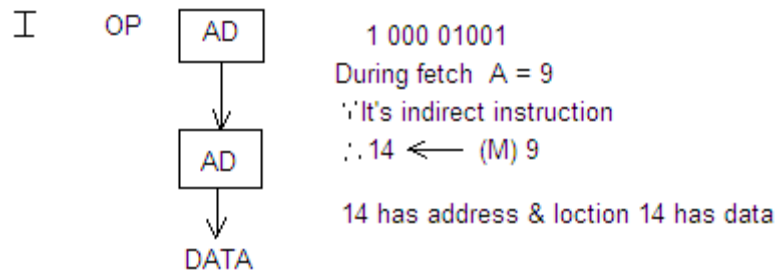 I OP AD 1 000 01001
During fetch A = 9
∵It's indirect instruction
AD ∴14 ← (M) 9
14 has address & loction 14 has data
DATA